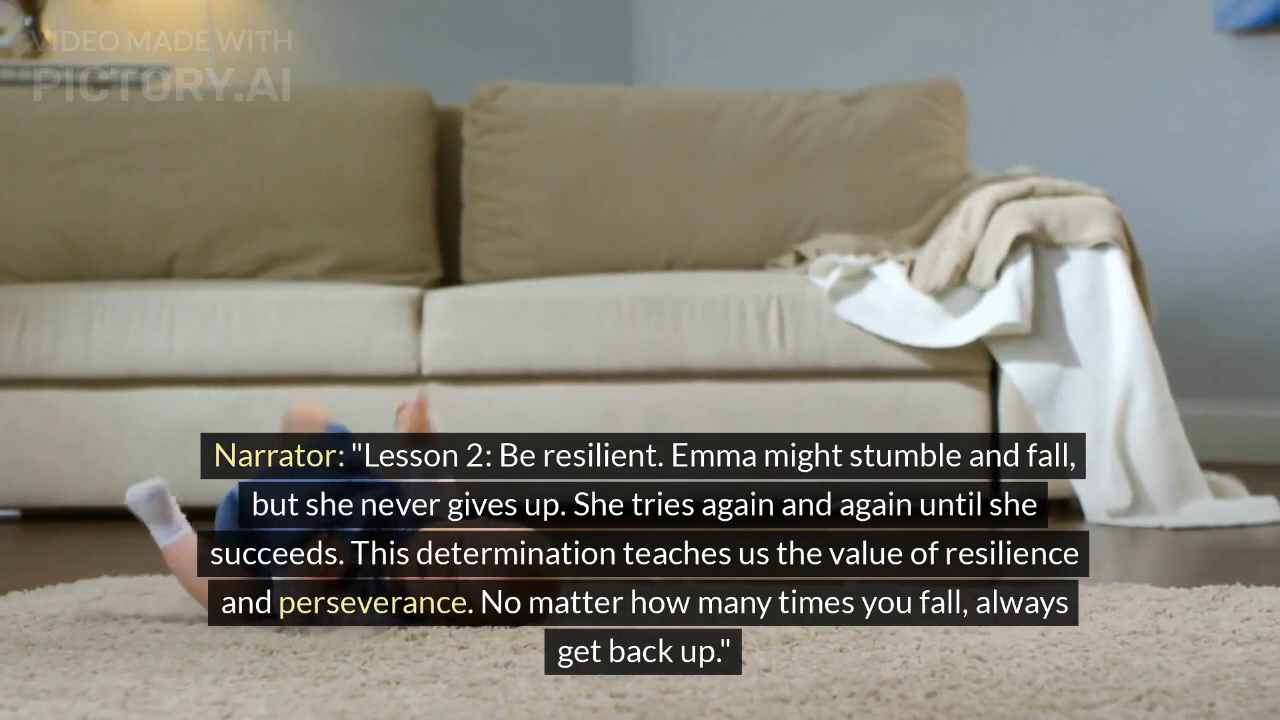 VIDEO MADE WITH
PICTORY.AI
Narrator: "Lesson 2: Be resilient. Emma might stumble and fall,
but she never gives up. She tries again and again until she
succeeds. This determination teaches us the value of resilience
and perseverance. No matter how many times you fall, always
get back up."